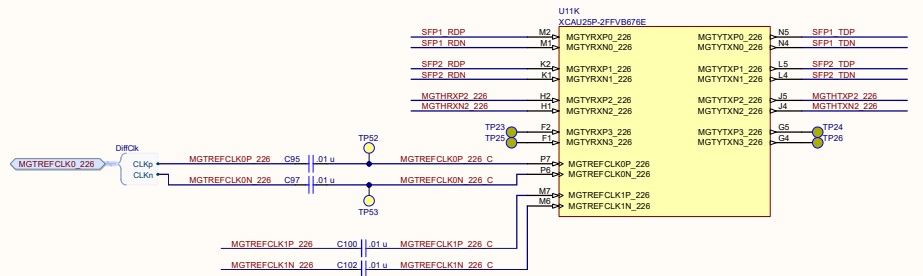 U11K
XCAU25P-2FFVB676E
SFP1_RDP M2 MGTYRXP0_226 MGTYTXP0_226 N5 SFP1_TDP
SFP1_RDN M1 MGTYRXN0_226 MGTYTXN0_226 N4 SFP1_TDN
SFP2_RDP K2 MGTYRXP1_226 MGTYTXP1_226 L5 SFP2_TDP
SFP2_RDN K1 MGTYRXN1_226 MGTYTXN1_226 L4 SFP2_TDN
MGTHRXP2_226 H2 MGTYRXP2_226 MGTYTXP2_226 J5 MGTHTXP2_226
MGTHRXN2_226 H1 MGTYRXN2_226 MGTYTXN2_226 J4 MGTHTXN2_226
TP23 F2 MGTYRXP3_226 MGTYTXP3_226 G5 TP24
TP25 F1 MGTYRXN3_226 MGTYTXN3_226 G4 TP26
TP52
DiffClk
MGTREFCLK0_226 CLKp MGTREFCLK0P_226 C95 .01 u MGTREFCLK0P_226_C P7 MGTREFCLK0P_226
CLKn MGTREFCLK0N_226 C97 .01 u MGTREFCLK0N_226_C P6 MGTREFCLK0N_226
TP53
M7 MGTREFCLK1P_226
M6 MGTREFCLK1N_226
MGTREFCLK1P_226 C100 .01 u MGTREFCLK1P_226_C
MGTREFCLK1N_226 C102 .01 u MGTREFCLK1N_226_C